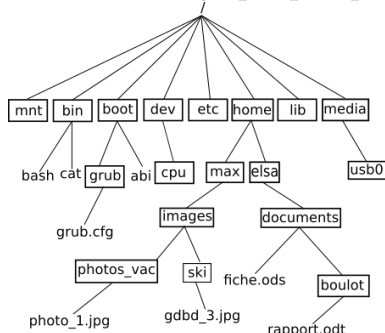 /
mnt bin boot dev etc home lib media
bash cat grub abi cpu max elsa usb0
grub.cfg images documents
photos_vac ski fiche.ods boulot
photo_1.jpg gdbd_3.jpg rapport.odt